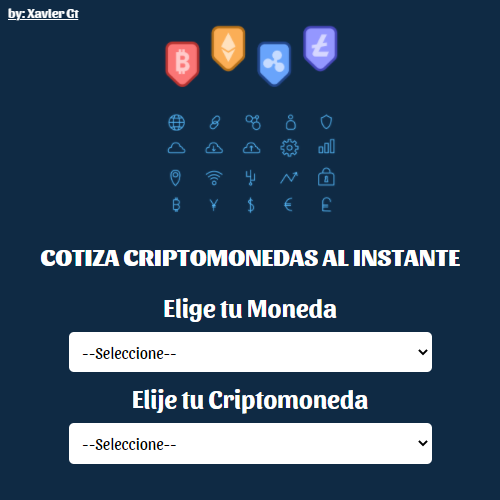 by: Xavier Gt
COTIZA CRIPTOMONEDAS AL INSTANTE
Elige tu Moneda
--Seleccione--
Elije tu Criptomoneda
--Seleccione--